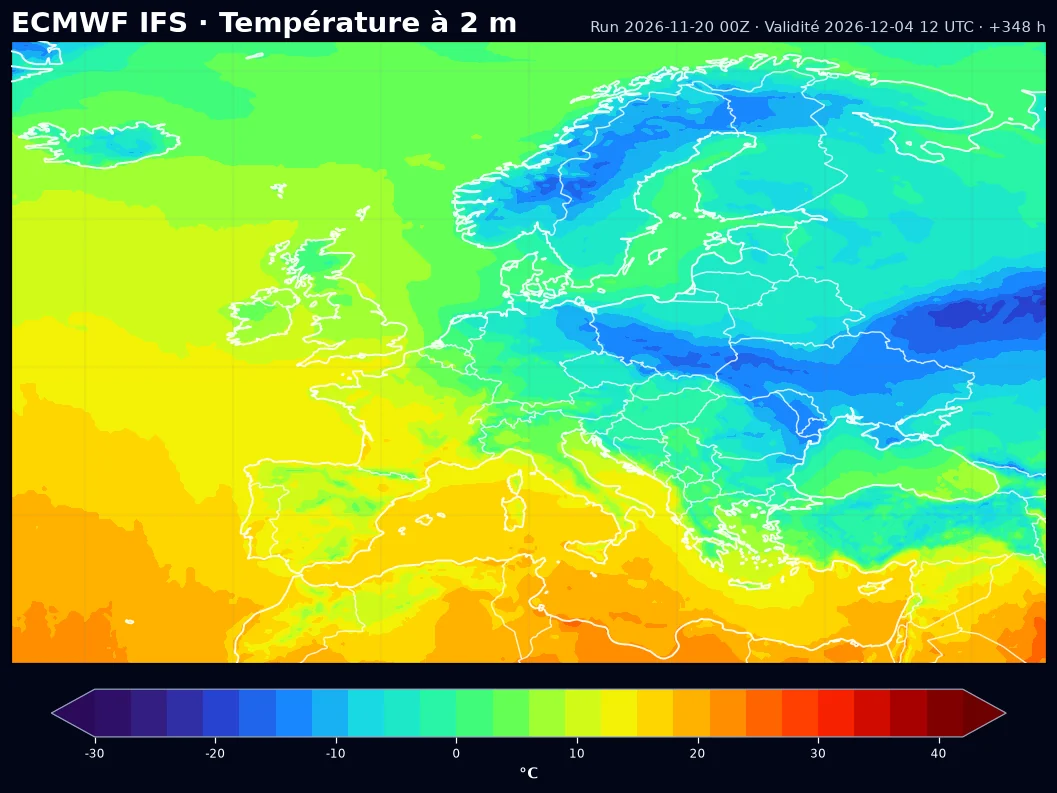 ECMWF IFS · Température à 2 m
Run 2026-11-20 00Z · Validité 2026-12-04 12 UTC · +348 h
-30 -20 -10 0 10 20 30 40
°C